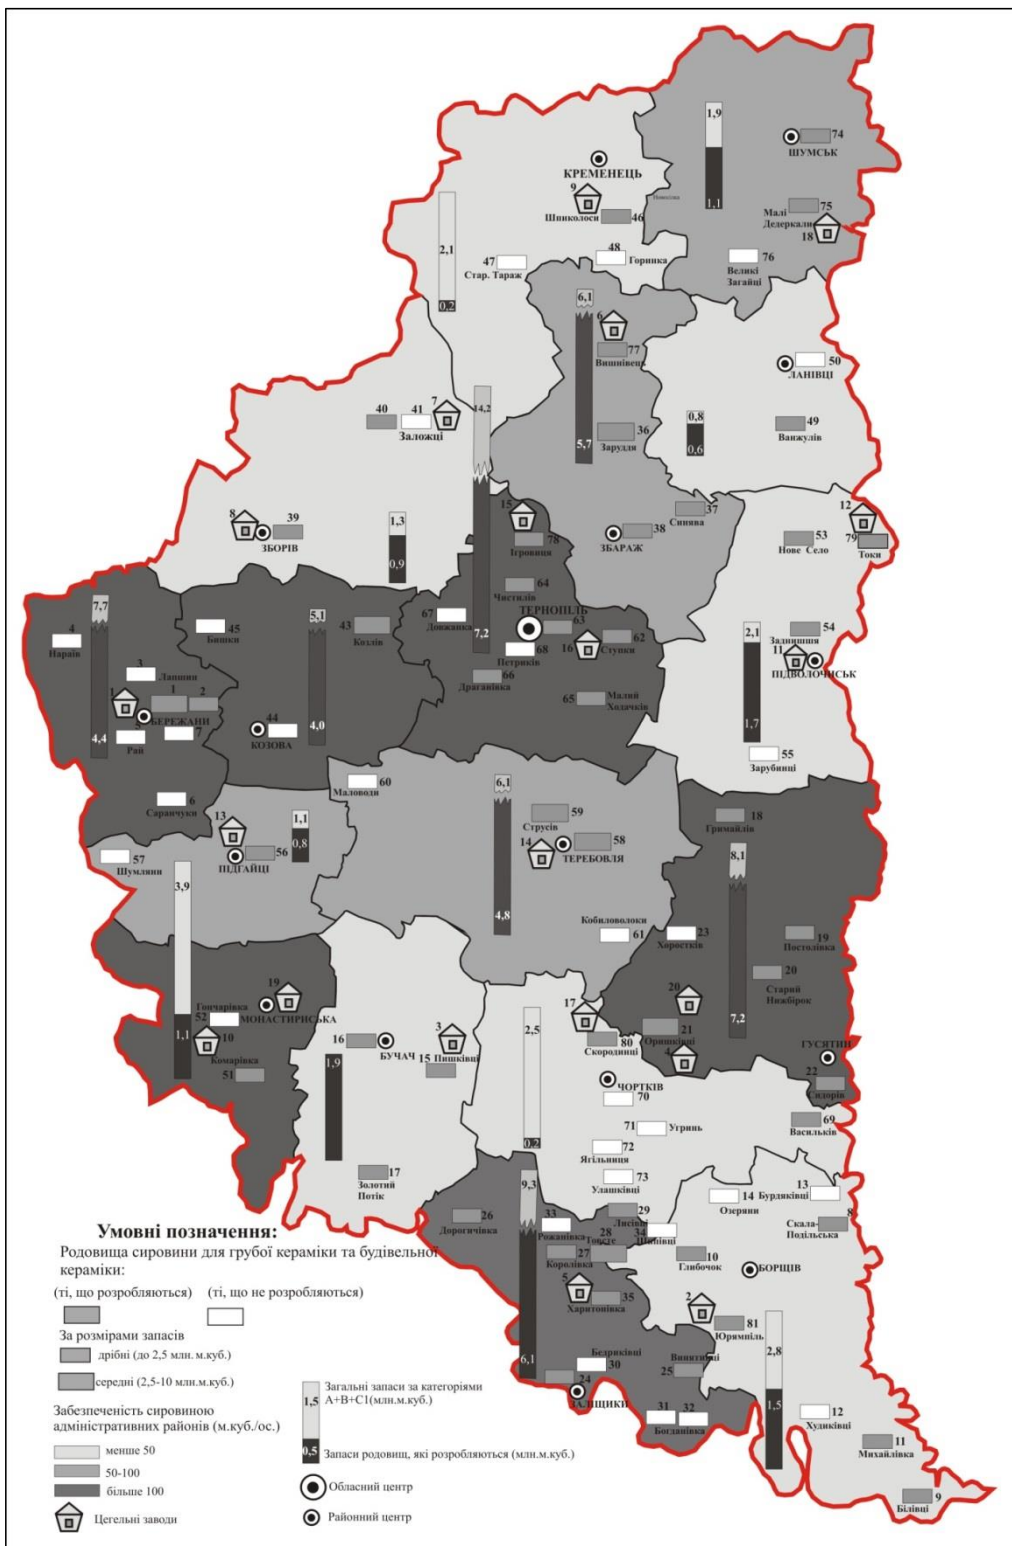 1,9
74
ШУМСЬК
КРЕМЕНЕЦЬ
9
Шпиколоси
46
1,1
Малі
Дедеркали
75
18
2,1
0,2
47
Стар. Тараж
48
Горинка
76
Великі
Загайці
6,1
6
77
Вишнівець
50
ЛАНІВЦІ
40
41
7
Заложці
14,2
5,7
36
Заруддя
0,8
0,6
49
Ванжулів
8
39
ЗБОРІВ
1,3
0,9
15
78
Ігровиця
38
ЗБАРАЖ
37
Синява
53
Нове Село
12
79
Токи
7,7
4
Нараїв
45
Бишки
5,1
43
Козлів
67
Довжанка
64
Чистилів
ТЕРНОПІЛЬ
63
7,2
68
Петриків
16
62
Ступки
66
Драганівка
65
Малий
Ходачків
2,1
54
Заднишня
11
ПІДВОЛОЧИСЬК
3
Лапшин
1
1
2
БЕРЕЖАНИ
5
Рай
7
4,4
44
КОЗОВА
4,0
1,7
55
Зарубинці
6
Саранчуки
60
Маловоди
6,1
59
Струсів
58
14
ТЕРЕБОВЛЯ
4,8
18
Гримайлів
8,1
13
56
ПІДГАЙЦІ
1,1
0,8
57
Шумляни
3,9
Кобиловолоки
61
23
Хоростків
19
Постолівка
20
Старий
Нижбірок
7,2
Гончарівка
52
19
МОНАСТИРИСЬКА
1,1
10
Комарівка
51
16
БУЧАЧ
3
15 Пишківці
1,9
17
Золотий
Потік
2,5
0,2
17
80
Скородинці
20
21
Оришківці
4
ГУСЯТИН
22
Сидорів
ЧОРТКІВ
70
71
Угринь
72
Ягільниця
73
Улашківці
69
Васильків
13
Бурдяківці
14
Озеряни
8
Скала-
Подільська
9,3
26
Дорогичівка
33
Рожанівка
29
Лисівці
28
Товсте
34
Шипівці
27
Королівка
5
35
Харитонівка
10
Глибочок
БОРЩІВ
2
81
Юрямпіль
2,8
1,5
6,1
Бедриківці
30
24
ЗАЛІЩИКИ
25
31
32
Богданівка
12
Худиківці
11
Михайлівка
9
Білівці
Умовні позначення:
Родовища сировини для грубої кераміки та будівельної
кераміки:
(ті, що розробляються)
(ті, що не розробляються)
За розмірами запасів
дрібні (до 2,5 млн. м.куб.)
середні (2,5-10 млн.м.куб.)
Забезпеченість сировиною
адміністративних районів (м.куб./ос.)
менше 50
50-100
більше 100
Цегельні заводи
1,5
0,5
Загальні запаси за категоріями
А+В+С1(млн.м.куб.)
Запаси родовищ, які розробляються (млн.м.куб.)
Обласний центр
Районний центр